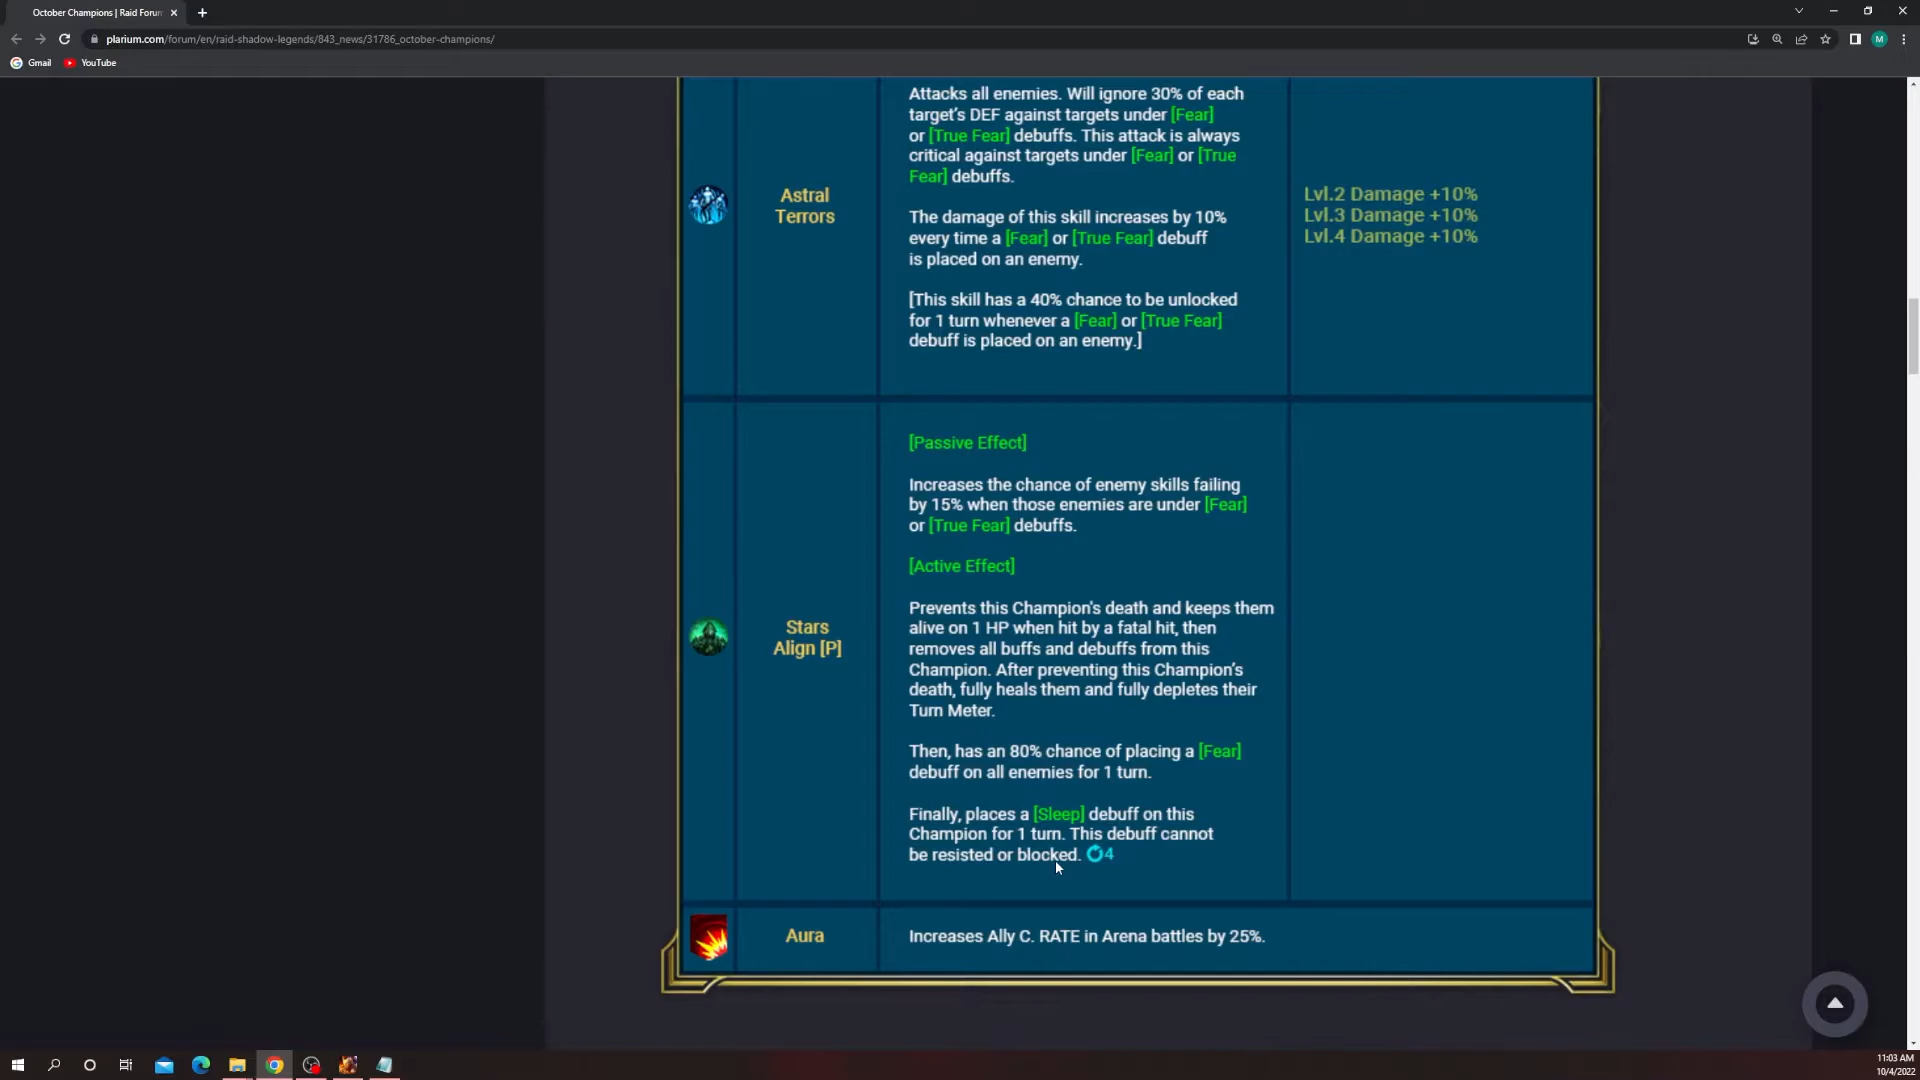 October Champions | Raid Forum
plarium.com/forum/en/raid-shadow-legends/843_news/31786_october-champions/
M
Gmail
YouTube
Astral
Terrors
Attacks all enemies. Will ignore 30% of each
target's DEF against targets under [Fear]
or [True Fear] debuffs. This attack is always
critical against targets under [Fear] or [True
Fear] debuffs.
The damage of this skill increases by 10%
every time a [Fear] or [True Fear] debuff
is placed on an enemy.
[This skill has a 40% chance to be unlocked
for 1 turn whenever a [Fear] or [True Fear]
debuff is placed on an enemy.]
Lvl.2 Damage +10%
Lvl.3 Damage +10%
Lvl.4 Damage +10%
Stars
Align [P]
[Passive Effect]
Increases the chance of enemy skills failing
by 15% when those enemies are under [Fear]
or [True Fear] debuffs.
[Active Effect]
Prevents this Champion's death and keeps them
alive on 1 HP when hit by a fatal hit, then
removes all buffs and debuffs from this
Champion. After preventing this Champion's
death, fully heals them and fully depletes their
Turn Meter.
Then, has an 80% chance of placing a [Fear]
debuff on all enemies for 1 turn.
Finally, places a [Sleep] debuff on this
Champion for 1 turn. This debuff cannot
be resisted or blocked. 4
Aura
Increases Ally C. RATE in Arena battles by 25%.
11:03 AM
10/4/2022